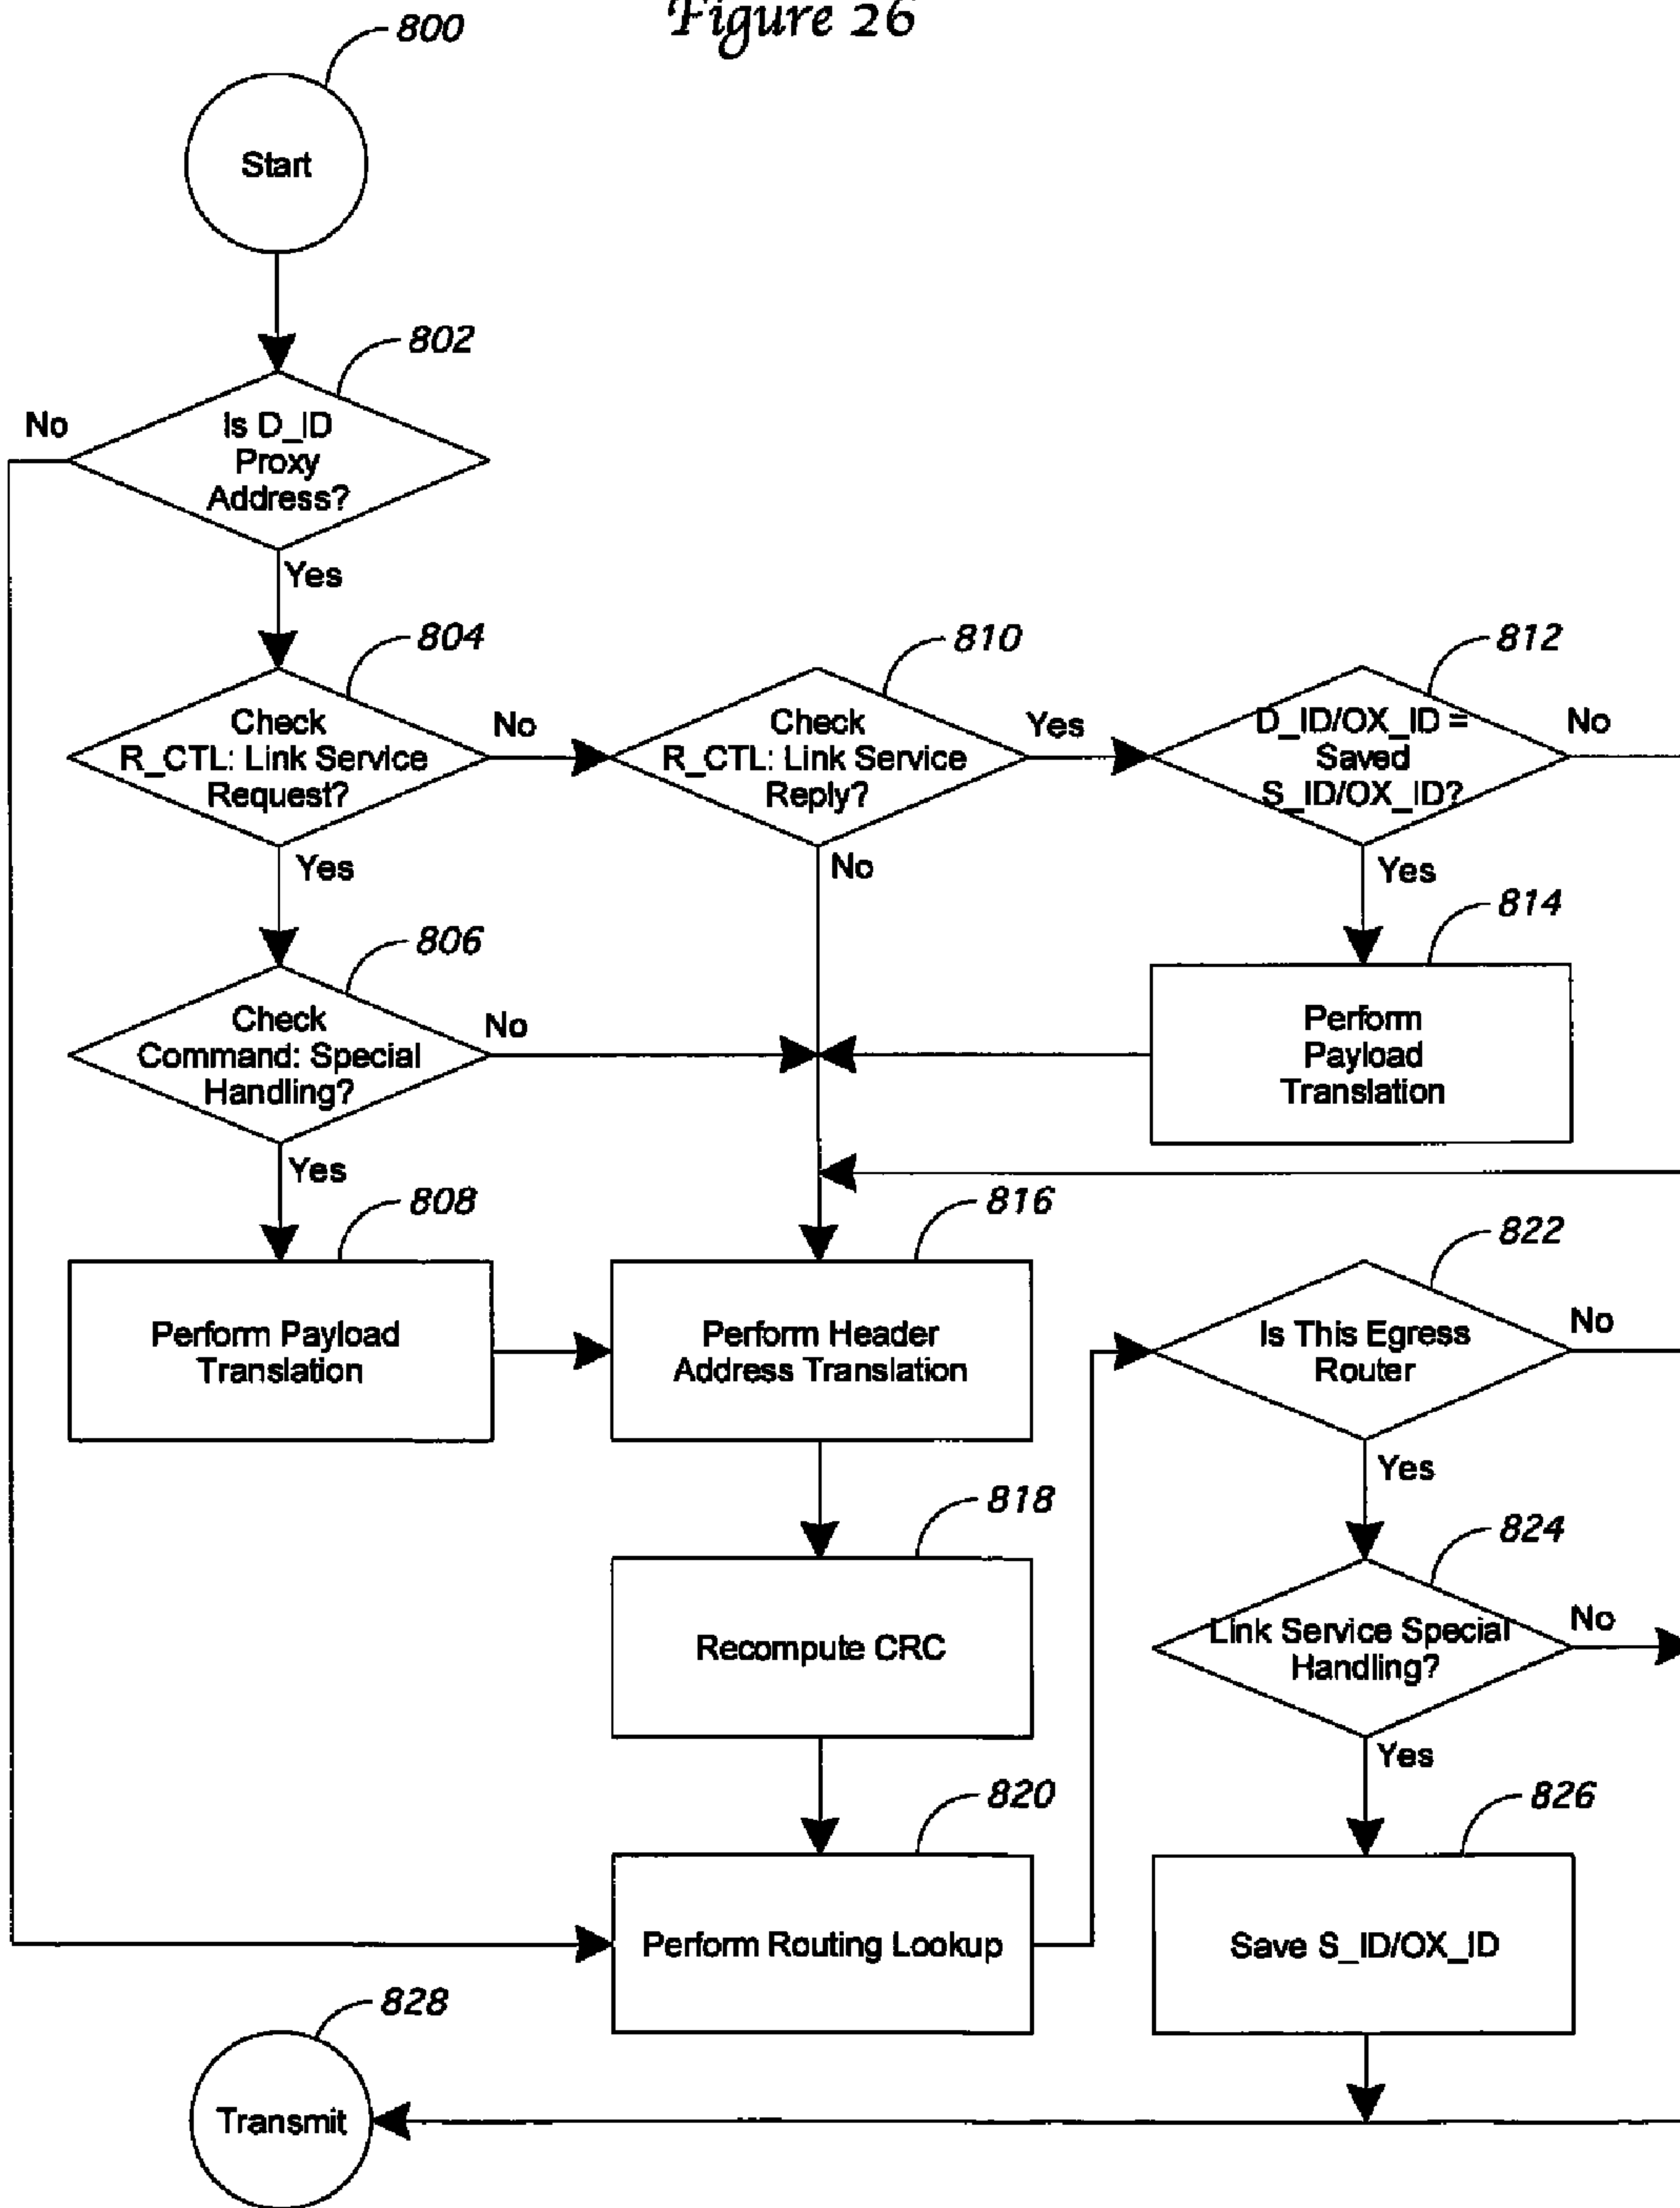 Figure 26
800
Start
802
No
Is D_ID
Proxy
Address?
Yes
804
Check
R_CTL: Link Service
Request?
No
Yes
810
Check
R_CTL: Link Service
Reply?
Yes
No
812
D_ID/OX_ID =
Saved
S_ID/OX_ID?
No
Yes
814
Perform
Payload
Translation
806
Check
Command: Special
Handling?
No
Yes
808
Perform Payload
Translation
816
Perform Header
Address Translation
822
Is This Egress
Router
No
Yes
818
Recompute CRC
824
Link Service Special
Handling?
No
Yes
820
Perform Routing Lookup
826
Save S_ID/OX_ID
828
Transmit